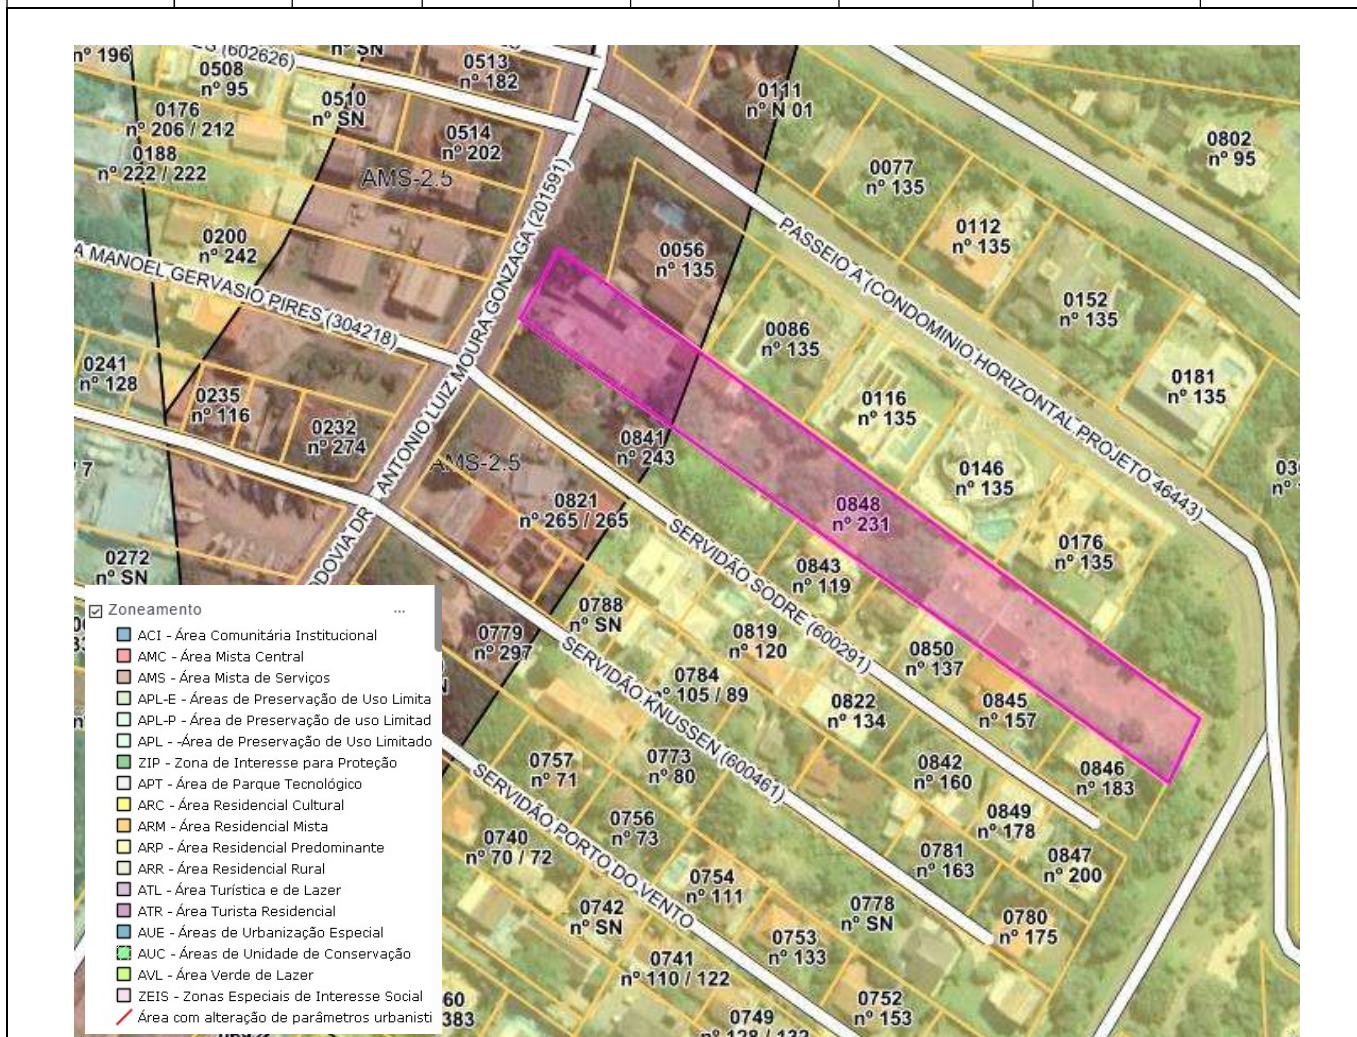 nº 196
(602626)
nº SN
0513
nº 182
0508
nº 95
0111
nº N 01
0510
nº SN
0176
nº 206 / 212
0514
nº 202
0802
nº 95
0188
nº 222 / 222
0077
nº 135
AMS-2.5
0200
nº 242
0056
nº 135
0112
nº 135
PASSEIO A (CONDOMINIO HORIZONTAL PROJETO 46443)
A MANOEL GERVASIO PIRES (304218)
ODOVIA DR ANTONIO LUIZ MOURA GONZAGA (201591)
0152
nº 135
0086
nº 135
0241
nº 128
0235
nº 116
0181
nº 135
0116
nº 135
0232
nº 274
0841
nº 243
AMS-2.5
7
0146
nº 135
0821
nº 265 / 265
0848
nº 231
nº
0176
nº 135
0272
nº SN
SERVIDÃO SODRE (600291)
0843
nº 119
0788
nº SN
0779
nº 297
0819
nº 120
SERVIDÃO KNUSSEN (600461)
0850
nº 137
0784
nº 105 / 89
0822
nº 134
0845
nº 157
0757
nº 71
0773
nº 80
0842
nº 160
0846
nº 183
SERVIDÃO PORTO DO VENTO
0756
nº 73
0849
nº 178
0740
nº 70 / 72
0781
nº 163
0847
nº 200
0754
nº 111
0742
nº SN
0778
nº SN
0780
nº 175
0753
nº 133
0741
nº 110 / 122
60
383
0752
nº 153
0749
nº 128 / 132
Zoneamento ...
ACI - Área Comunitária Institucional
AMC - Área Mista Central
AMS - Área Mista de Serviços
APL-E - Áreas de Preservação de Uso Limita
APL-P - Área de Preservação de uso Limitad
APL - -Área de Preservação de Uso Limitado
ZIP - Zona de Interesse para Proteção
APT - Área de Parque Tecnológico
ARC - Área Residencial Cultural
ARM - Área Residencial Mista
ARP - Área Residencial Predominante
ARR - Área Residencial Rural
ATL - Área Turística e de Lazer
ATR - Área Turista Residencial
AUE - Áreas de Urbanização Especial
AUC - Áreas de Unidade de Conservação
AVL - Área Verde de Lazer
ZEIS - Zonas Especiais de Interesse Social
Área com alteração de parâmetros urbanisti